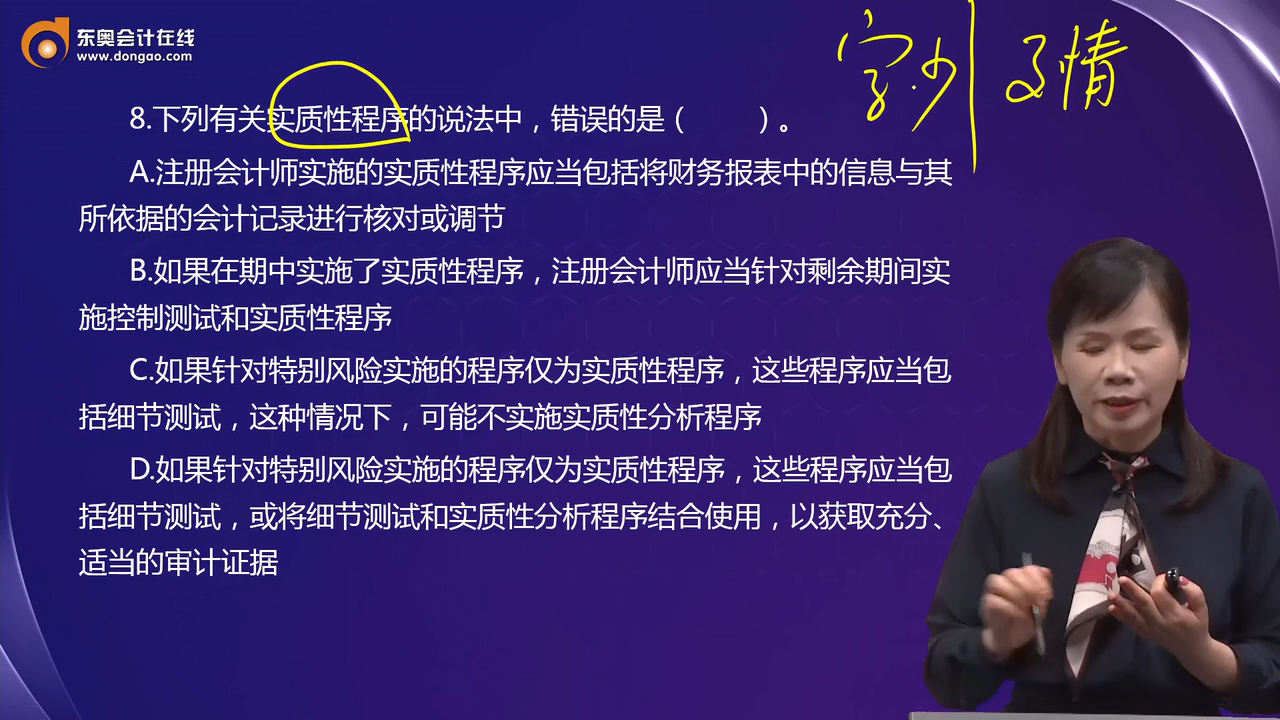 东奥会计在线
www.dongao.com
字少
8.下列有关实质性程序的说法中，错误的是（　　）。
A.注册会计师实施的实质性程序应当包括将财务报表中的信息与其
所依据的会计记录进行核对或调节
B.如果在期中实施了实质性程序，注册会计师应当针对剩余期间实
施控制测试和实质性程序
C.如果针对特别风险实施的程序仅为实质性程序，这些程序应当包
括细节测试，这种情况下，可能不实施实质性分析程序
D.如果针对特别风险实施的程序仅为实质性程序，这些程序应当包
括细节测试，或将细节测试和实质性分析程序结合使用，以获取充分、
适当的审计证据